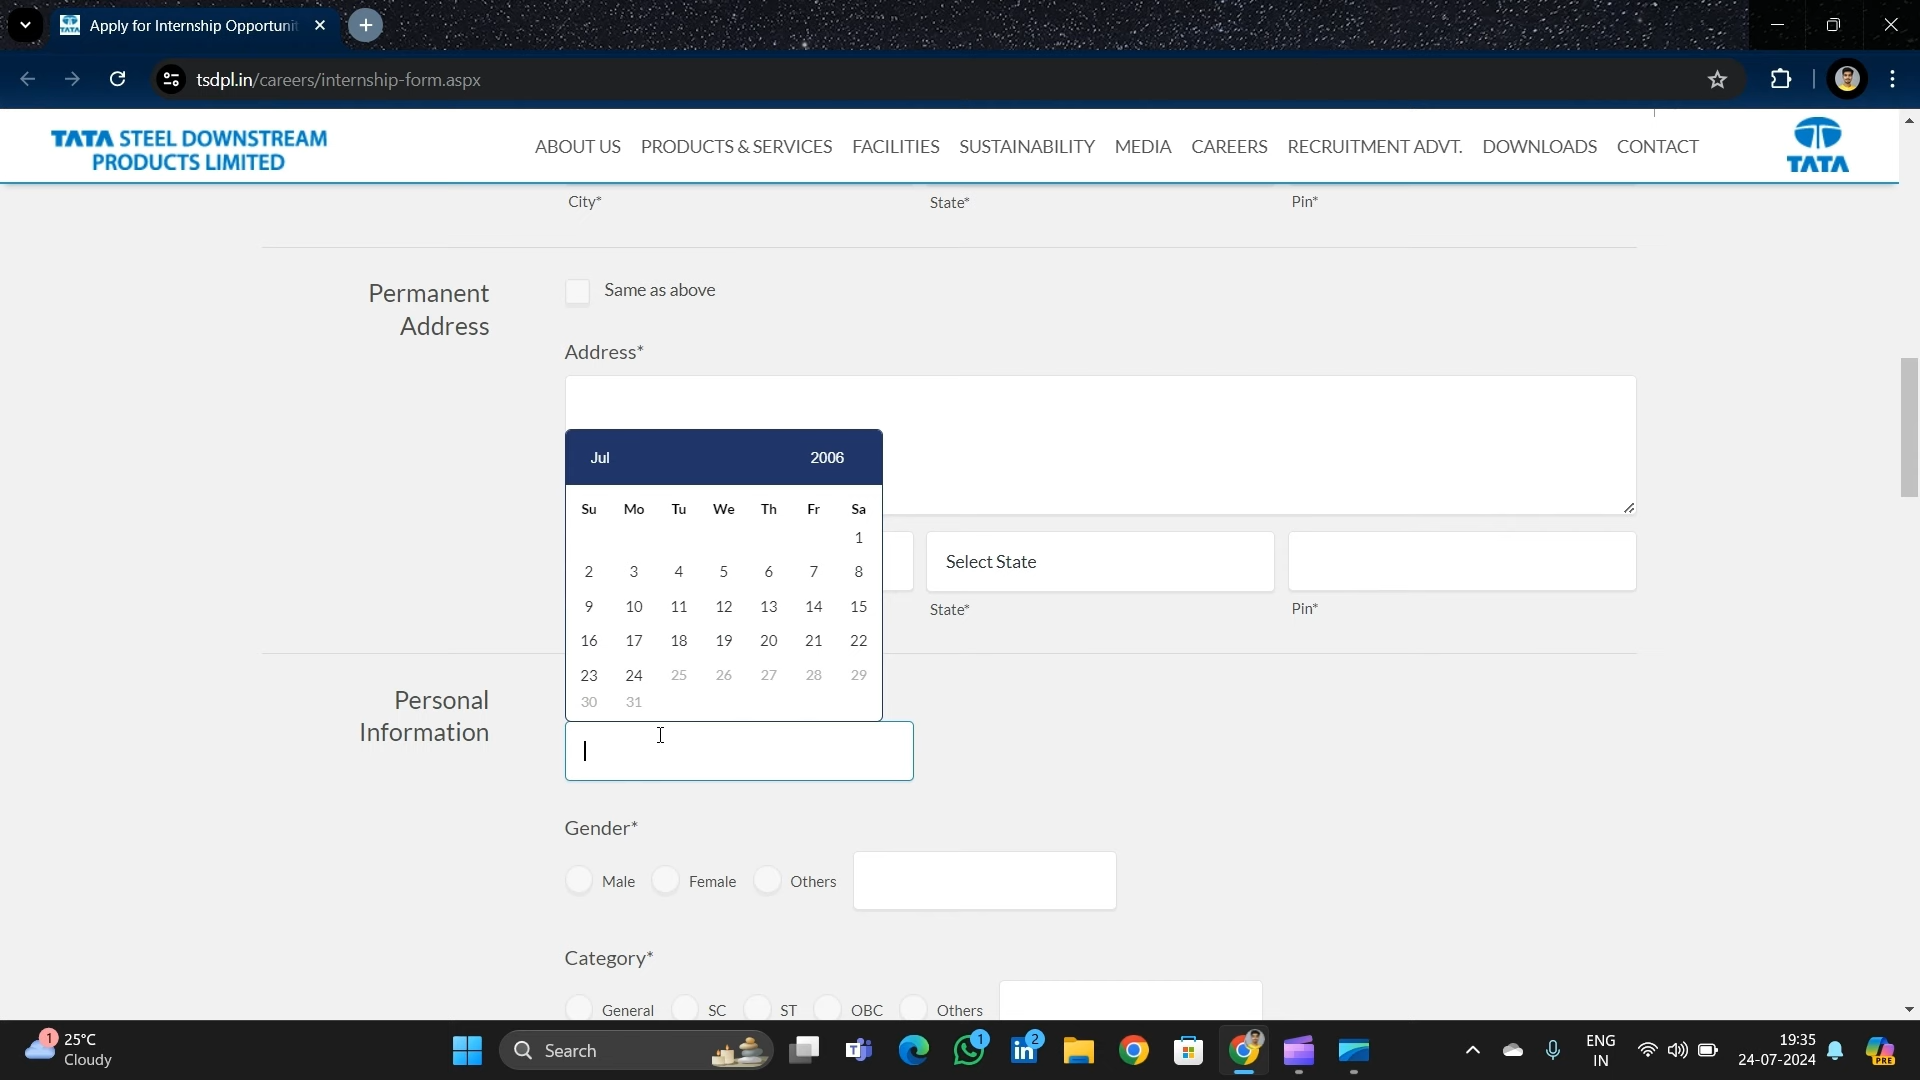 Apply for Internship Opportuni
tsdpl.in/careers/internship-form.aspx
TATA STEEL DOWNSTREAM
PRODUCTS LIMITED
ABOUT US PRODUCTS & SERVICES FACILITIES SUSTAINABILITY MEDIA CAREERS RECRUITMENT ADVT. DOWNLOADS CONTACT
TATA
City* State* Pin*
Permanent
Address
Same as above
Address*
Jul 2006
Su Mo Tu We Th Fr Sa
1
2 3 4 5 6 7 8
9 10 11 12 13 14 15
16 17 18 19 20 21 22
23 24 25 26 27 28 29
30 31
Select State
State* Pin*
Personal
Information
Gender*
Male Female Others
Category*
General SC ST OBC Others
1
25°C
Cloudy
Search
1
2
ENG
IN
19:35
24-07-2024
PRE